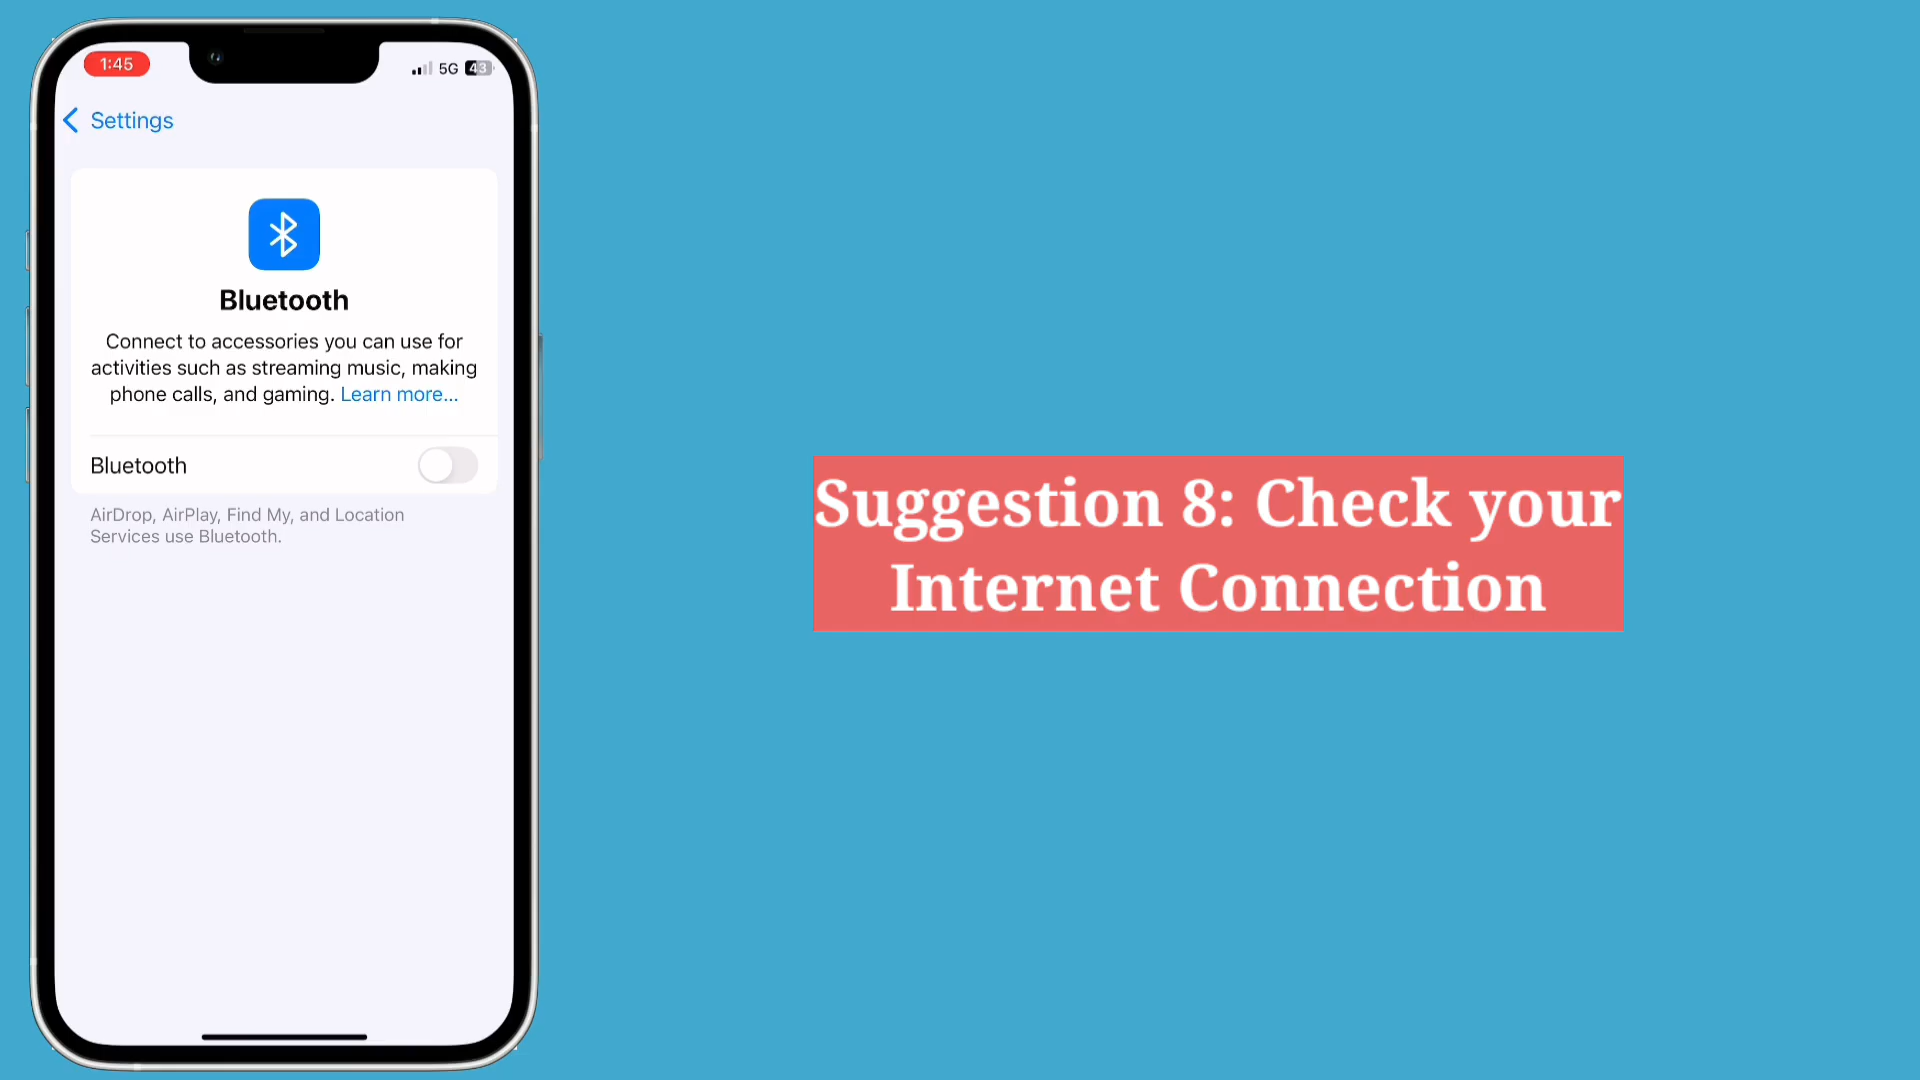 1:45
5G 43
Settings
Bluetooth
Connect to accessories you can use for
activities such as streaming music, making
phone calls, and gaming. Learn more...
Bluetooth
AirDrop, AirPlay, Find My, and Location
Services use Bluetooth.
Suggestion 8: Check your
Internet Connection